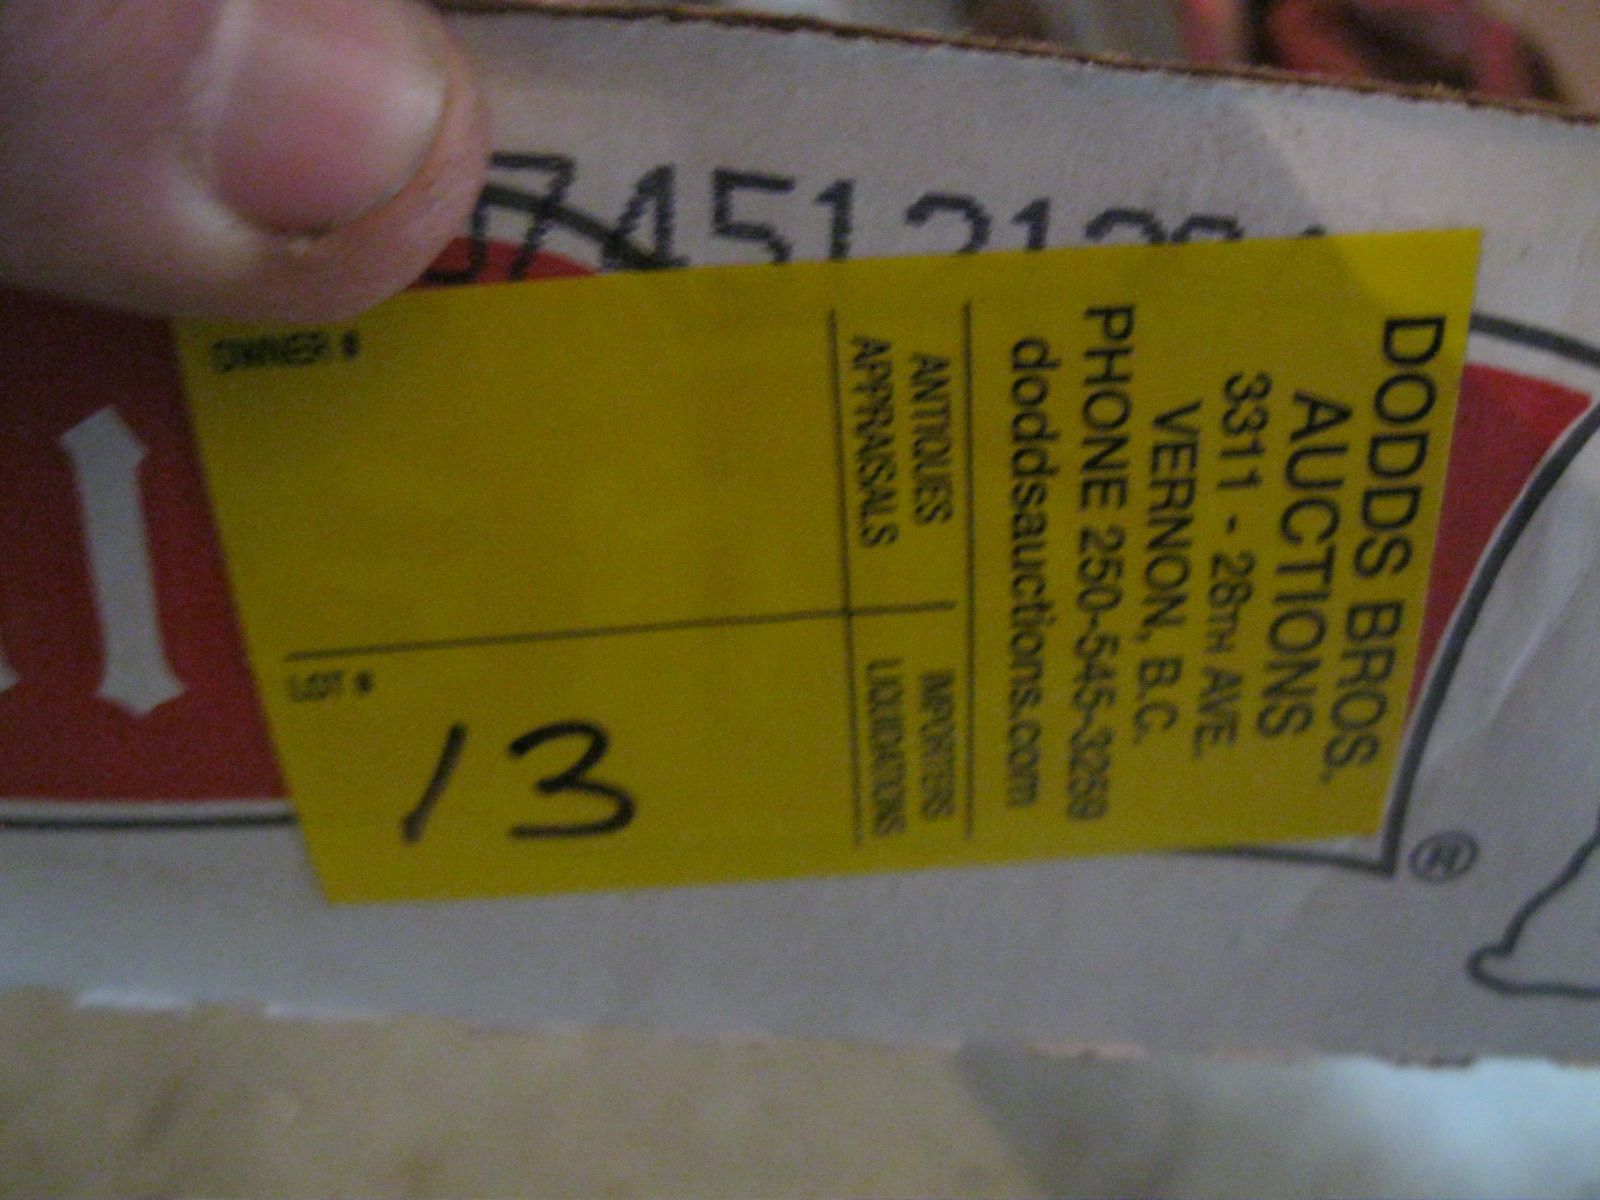 DODDS BROS.
AUCTIONS
3311 - 28TH AVE.
VERNON, B.C.
PHONE 250-545-3259
doddsauctions.com
ANTIQUES
APPRAISALS
IMPORTERS
LIQUIDATIONS
OWNER #
LOT #
13
®